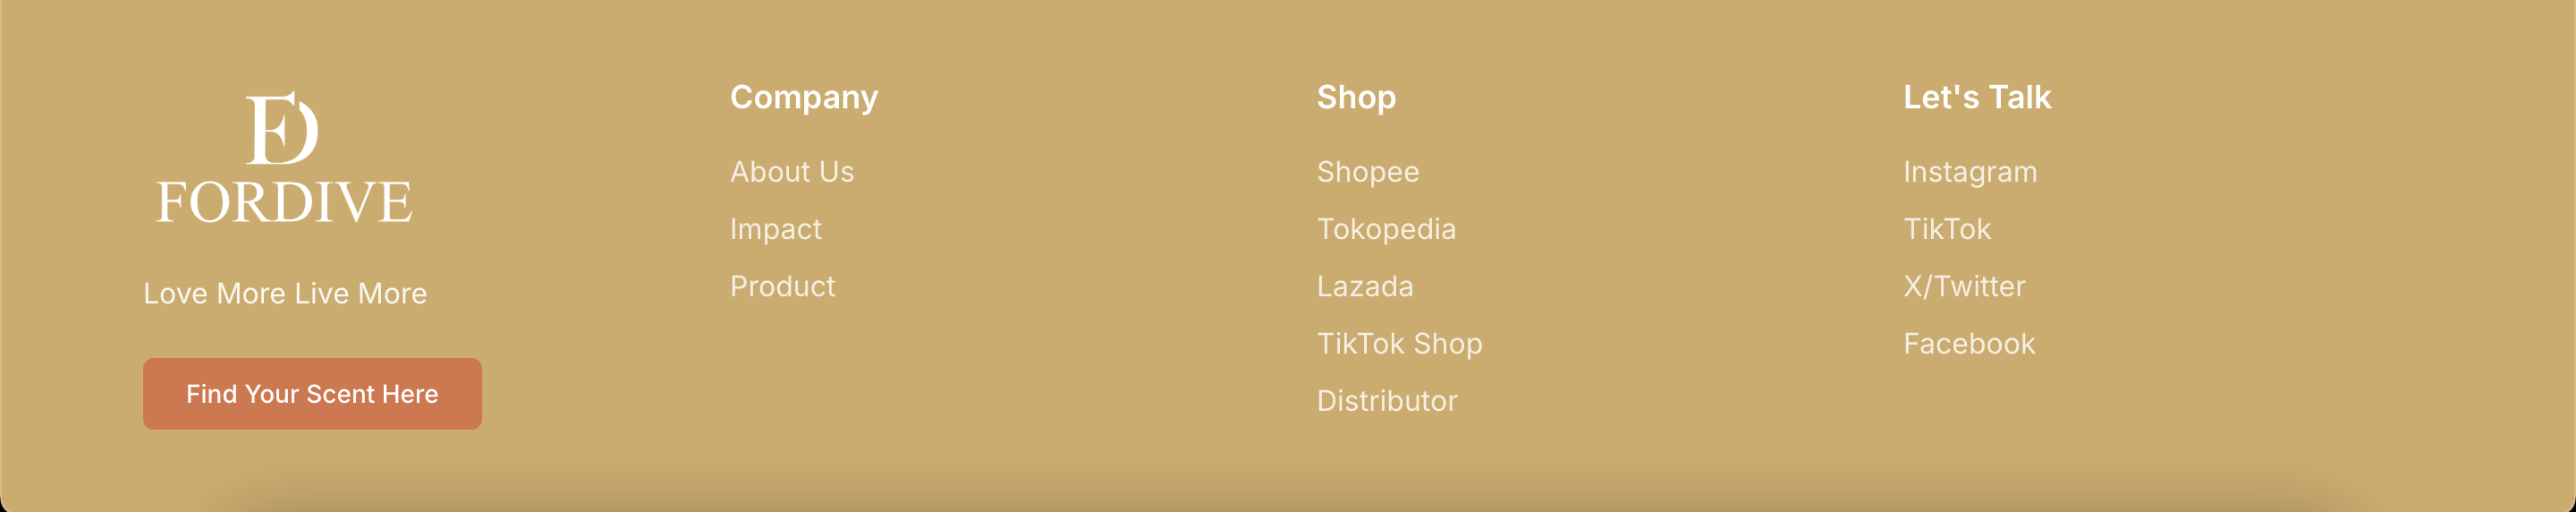 FD
FORDIVE
Love More Live More
Find Your Scent Here
Company
About Us
Impact
Product
Shop
Shopee
Tokopedia
Lazada
TikTok Shop
Distributor
Let's Talk
Instagram
TikTok
X/Twitter
Facebook